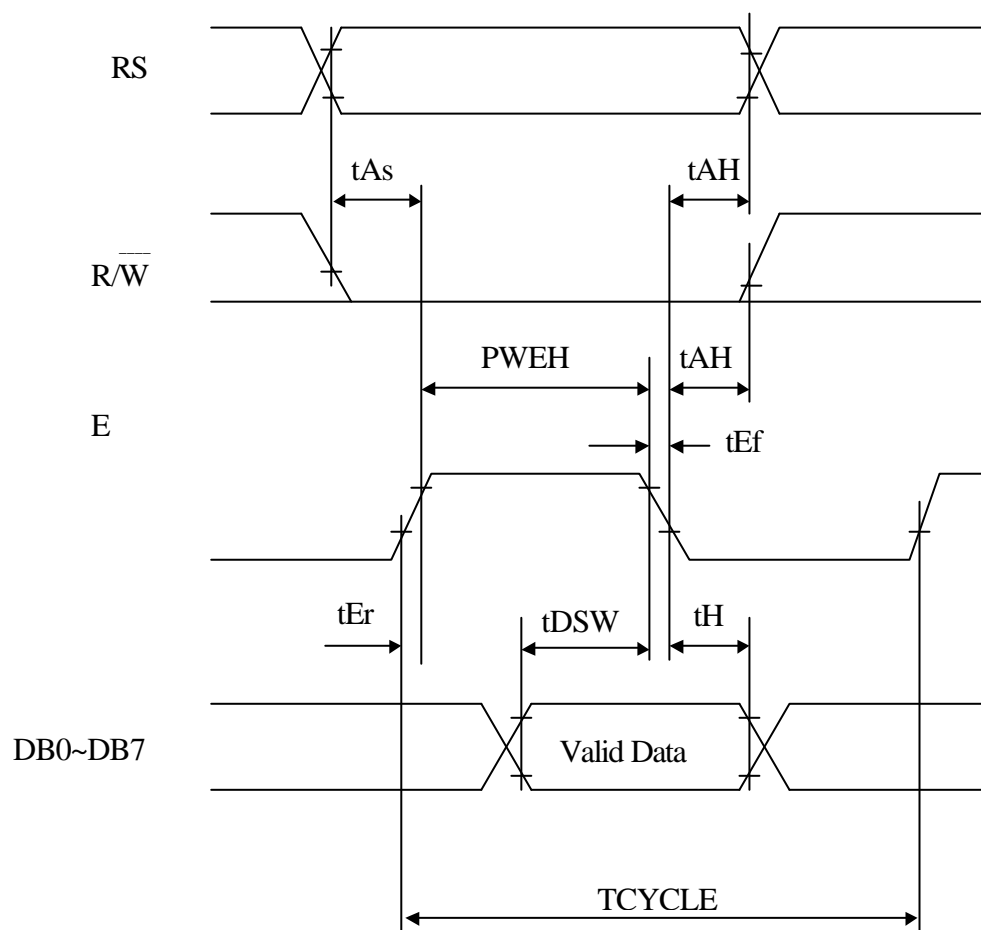 RS
tAs
tAH
R/W̅
PWEH
tAH
E
tEf
tEr
tDSW
tH
DB0~DB7
Valid Data
TCYCLE